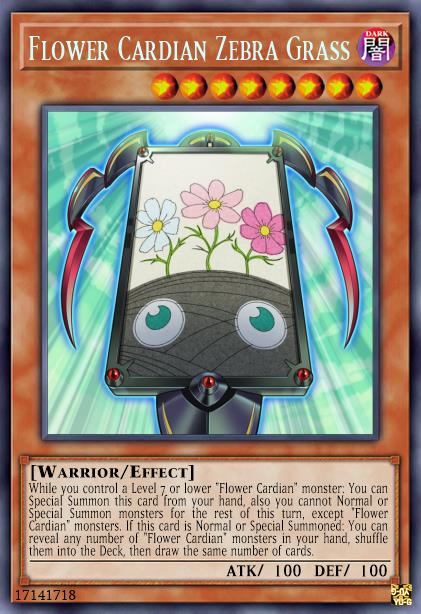 FLOWER CARDIAN ZEBRA GRASS
DARK
闇
[WARRIOR/EFFECT]
While you control a Level 7 or lower "Flower Cardian" monster: You can
Special Summon this card from your hand, also you cannot Normal or
Special Summon monsters for the rest of this turn, except "Flower
Cardian" monsters. If this card is Normal or Special Summoned: You can
reveal any number of "Flower Cardian" monsters in your hand, shuffle
them into the Deck, then draw the same number of cards.
ATK/ 100 DEF/ 100
17141718